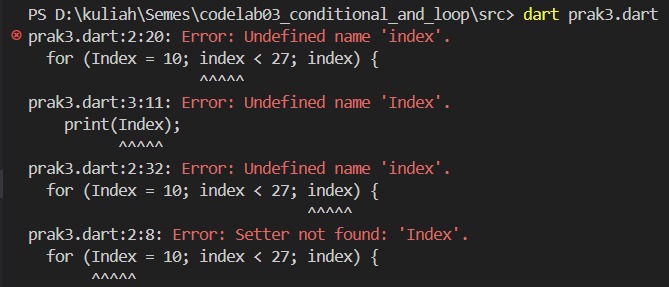 PS D:\kuliah\Semes\codelab03_conditional_and_loop\src> dart prak3.dart
prak3.dart:2:20: Error: Undefined name 'index'.
  for (Index = 10; index < 27; index) {
                   ^^^^^
prak3.dart:3:11: Error: Undefined name 'Index'.
    print(Index);
          ^^^^^
prak3.dart:2:32: Error: Undefined name 'index'.
  for (Index = 10; index < 27; index) {
                               ^^^^^
prak3.dart:2:8: Error: Setter not found: 'Index'.
  for (Index = 10; index < 27; index) {
       ^^^^^